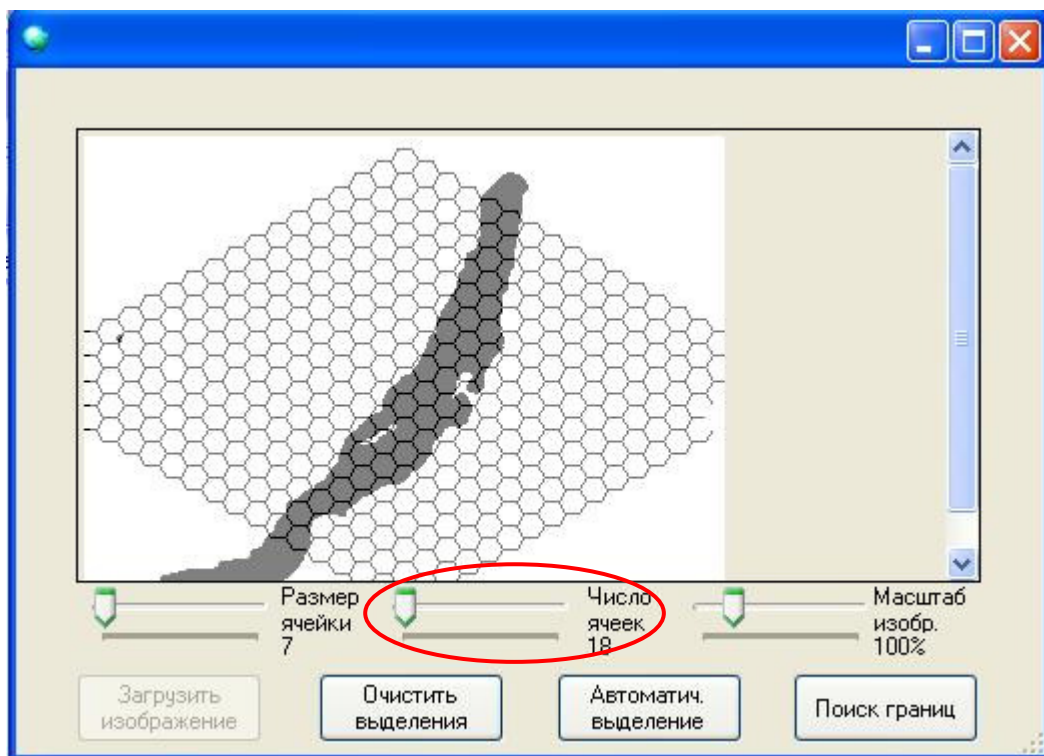 Размер
ячейки
7
Число
ячеек
18
Масштаб
изобр.
100%
Загрузить
изображение
Очистить
выделения
Автоматич.
выделение
Поиск границ